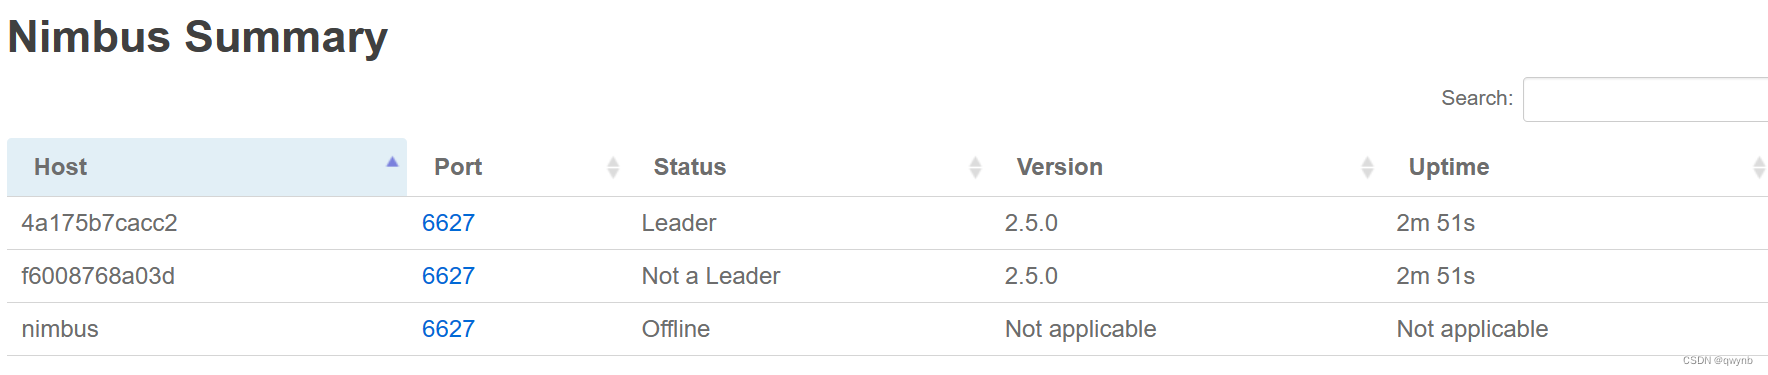 Nimbus Summary
Search:
Host Port Status Version Uptime
4a175b7cacc2 6627 Leader 2.5.0 2m 51s
f6008768a03d 6627 Not a Leader 2.5.0 2m 51s
nimbus 6627 Offline Not applicable Not applicable
CSDN @qwynb